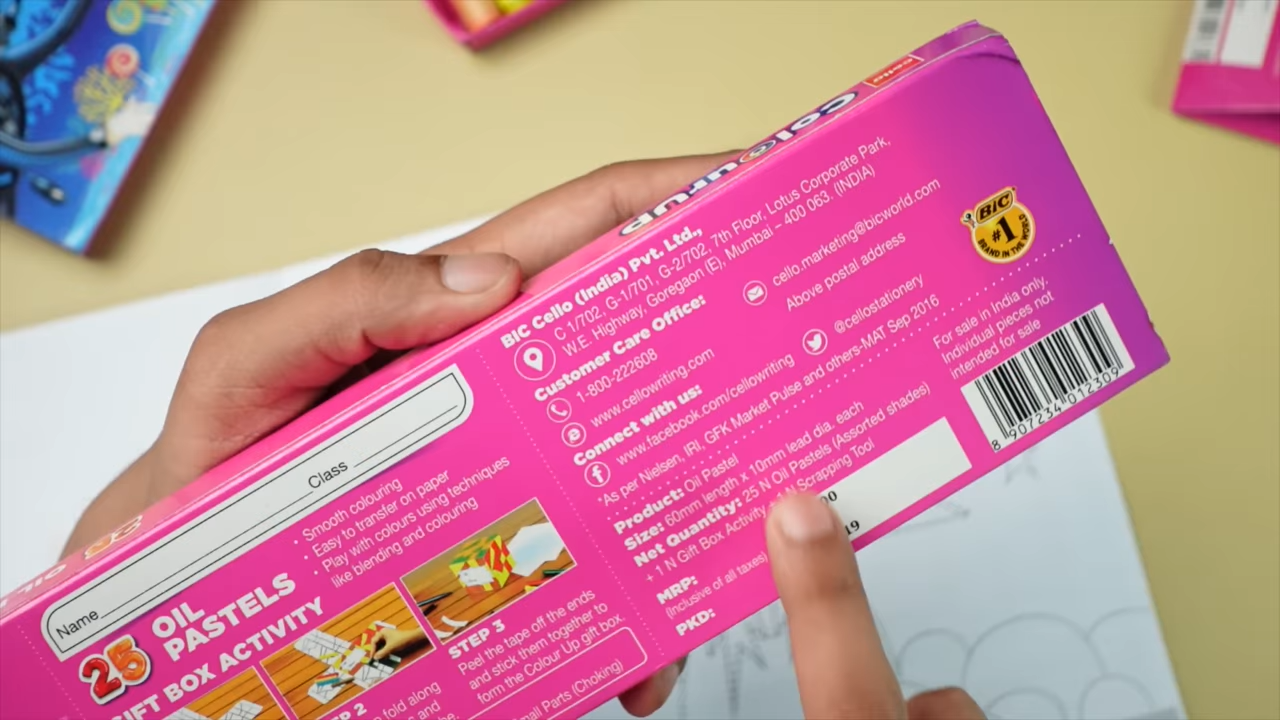 cello
ColourUP
BIC Cello (India) Pvt. Ltd.,
C 1/702, G-1/701, G-2/702, 7th Floor, Lotus Corporate Park,
W.E. Highway, Goregaon (E), Mumbai – 400 063. (INDIA)
Customer Care Office:
1-800-222608
cello.marketing@bicworld.com
www.cellowriting.com
Above postal address
Connect with us:
www.facebook.com/cellowriting
@cellostationery
*As per Nielsen, IRI, GFK Market Pulse and others-MAT Sep 2016
Product: Oil Pastel
Size: 60mm length x 10mm lead dia. each
Net Quantity: 25 N Oil Pastels (Assorted shades)
+ 1 N Gift Box Activity Scrapping Tool
MRP:
(Inclusive of all taxes)
PKD:
00
19
BIC
#1
BRAND IN THE WORLD
For sale in India only.
Individual pieces not
intended for sale
8 907234 012309
Name Class
25 OIL
PASTELS
GIFT BOX ACTIVITY
• Smooth colouring
• Easy to transfer on paper
• Play with colours using techniques
like blending and colouring
STEP 3
Peel the tape off the ends
and stick them together to
form the Colour Up gift box.
2
fold along
and
the.
Small Parts (Choking)